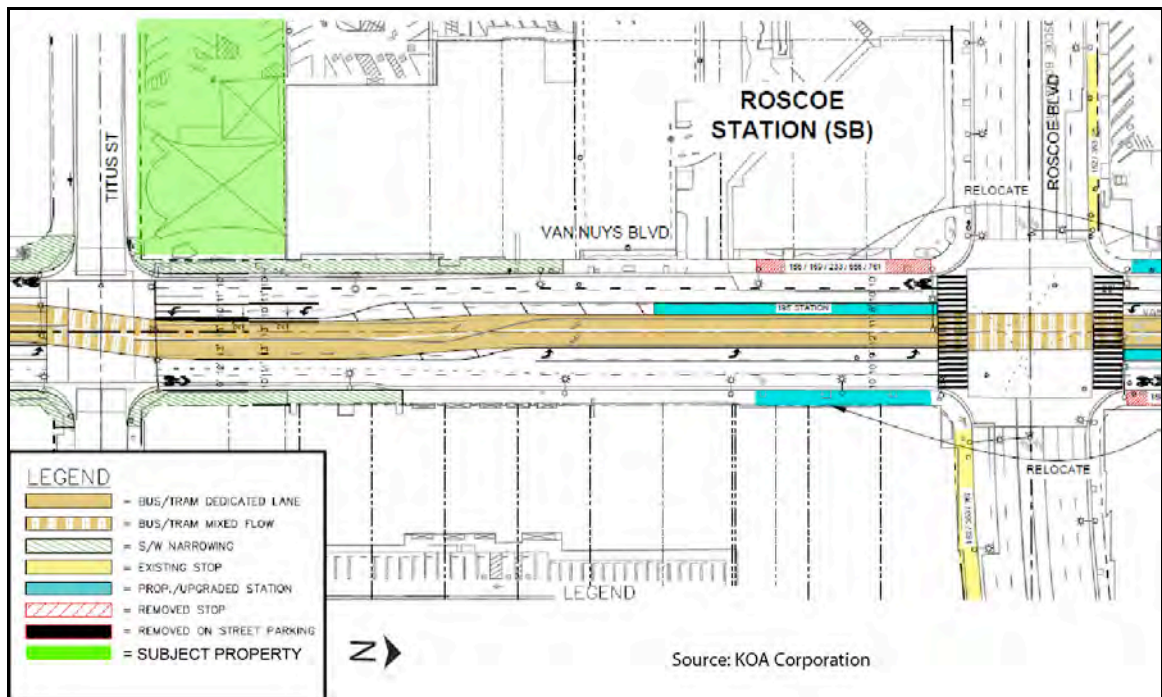 ROSCOE
STATION (SB)
TITUS ST
ROSCOE BLVD
RELOCATE
VAN NUYS BLVD
195' STATION
RELOCATE
LEGEND
= BUS/TRAM DEDICATED LANE
= BUS/TRAM MIXED FLOW
= S/W NARROWING
= EXISTING STOP
= PROP./UPGRADED STATION
= REMOVED STOP
= REMOVED ON STREET PARKING
= SUBJECT PROPERTY
LEGEND
N
Source: KOA Corporation